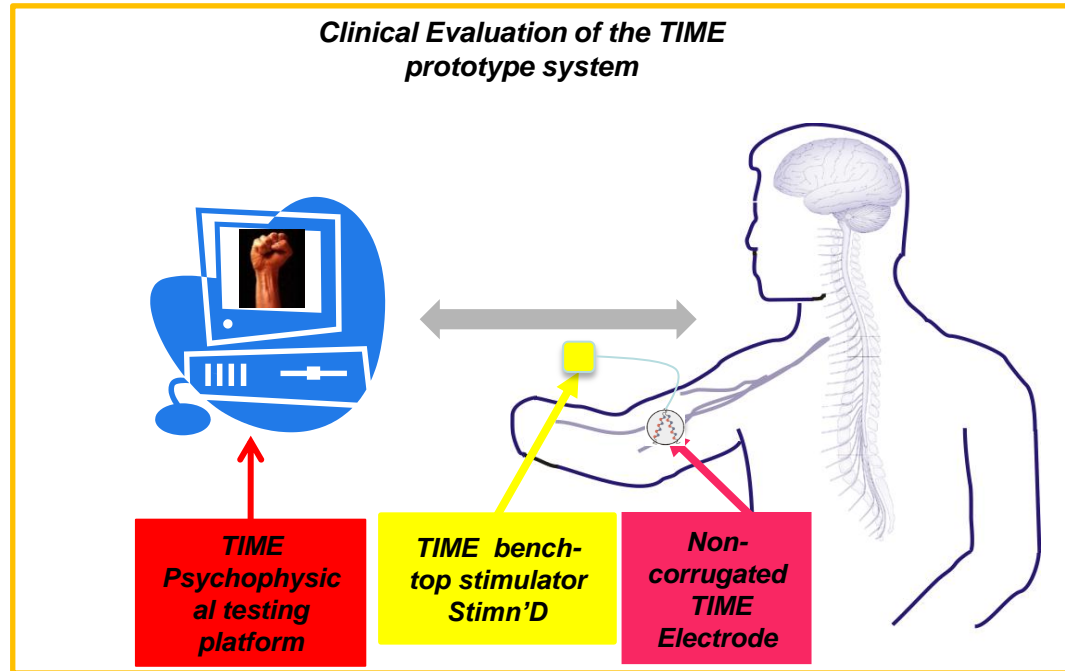 Clinical Evaluation of the TIME
prototype system
TIME
Psychophysic
al testing
platform
TIME  bench-
top stimulator
Stimn’D
Non-
corrugated
TIME
Electrode